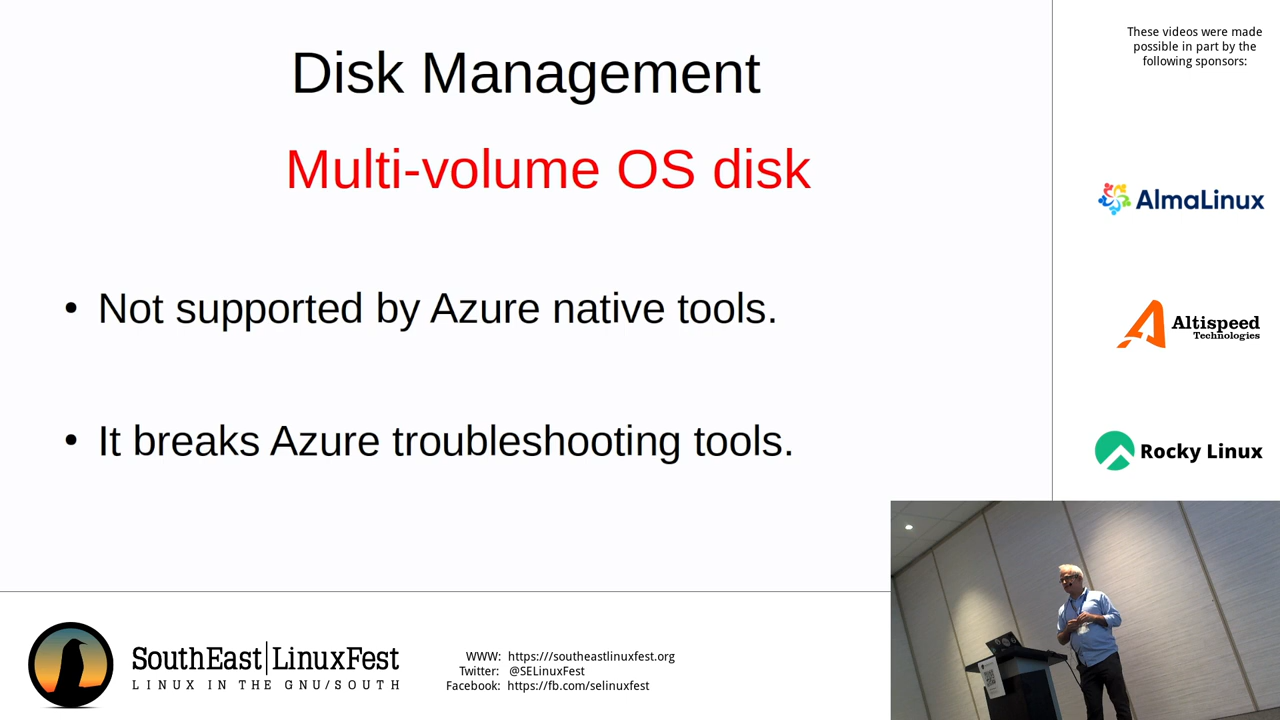 Disk Management
Multi-volume OS disk
• Not supported by Azure native tools.
• It breaks Azure troubleshooting tools.
These videos were made
possible in part by the
following sponsors:
AlmaLinux
Altispeed
Technologies
Rocky Linux
SouthEast|LinuxFest
LINUX IN THE GNU/SOUTH
WWW: https:///southeastlinuxfest.org
Twitter: @SELinuxFest
Facebook: https://fb.com/selinuxfest